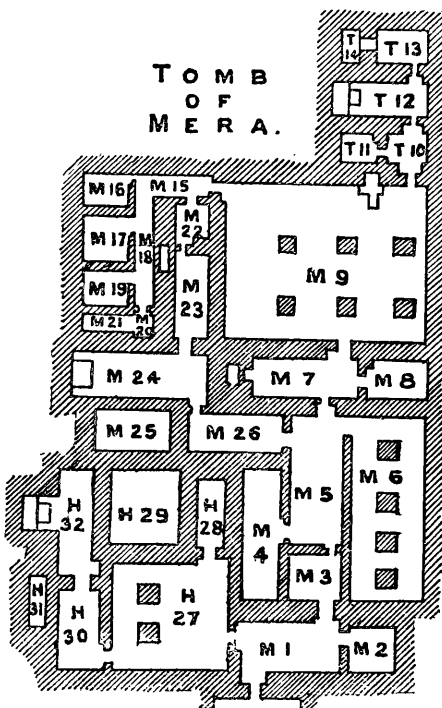 TOMB
OF
MERA.
T 14
T 13
T 12
T 11
T 10
M 16
M 15
M 17
M 18
M 22
M 9
M 19
M 23
M 21
M 20
M 24
M 7
M 8
M 25
M 26
M 6
M 5
H 32
H 29
H 28
M 4
M 3
H 31
H 30
H 27
M 1
M 2